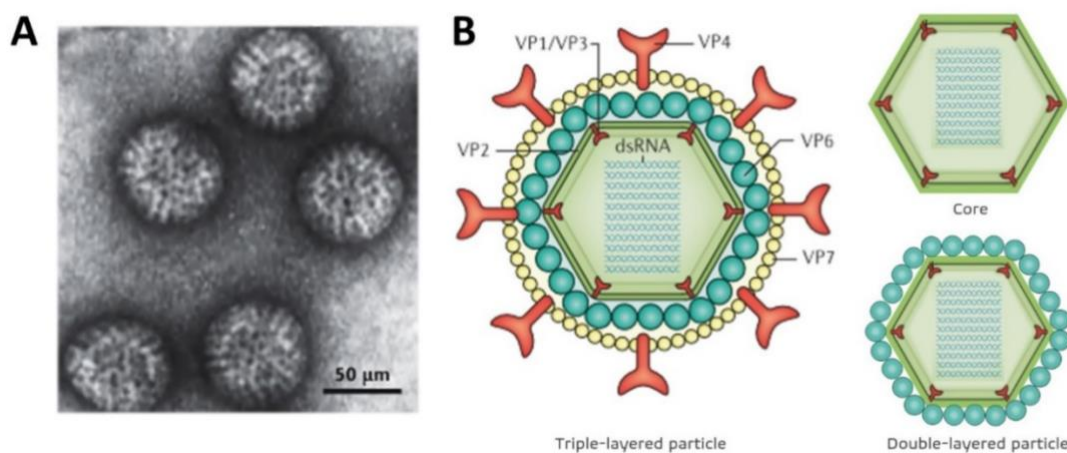 A
B
50 µm
VP1/VP3
VP4
VP2
dsRNA
VP6
VP7
Triple-layered particle
Core
Double-layered particle